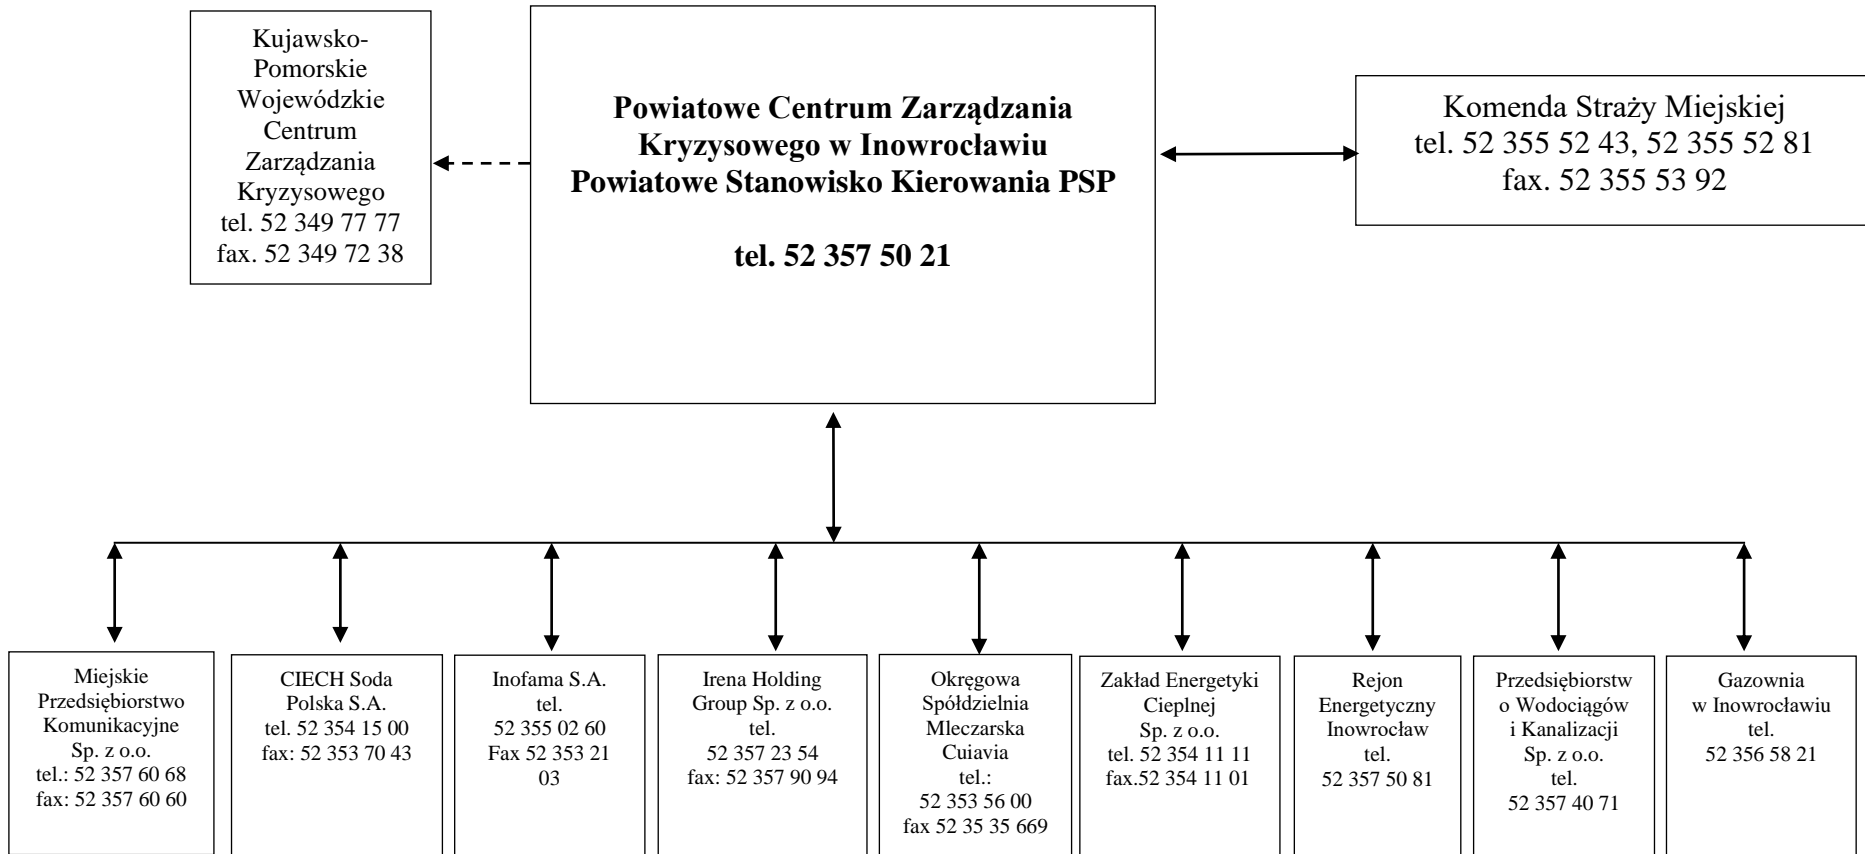 Kujawsko-
Pomorskie
Wojewódzkie
Centrum
Zarządzania
Kryzysowego
tel. 52 349 77 77
fax. 52 349 72 38
Powiatowe Centrum Zarządzania
Kryzysowego w Inowrocławiu
Powiatowe Stanowisko Kierowania PSP
tel. 52 357 50 21
Komenda Straży Miejskiej
tel. 52 355 52 43, 52 355 52 81
fax. 52 355 53 92
Miejskie
Przedsiębiorstwo
Komunikacyjne
Sp. z o.o.
tel.: 52 357 60 68
fax: 52 357 60 60
CIECH Soda
Polska S.A.
tel. 52 354 15 00
fax: 52 353 70 43
Inofama S.A.
tel.
52 355 02 60
Fax 52 353 21
03
Irena Holding
Group Sp. z o.o.
tel.
52 357 23 54
fax: 52 357 90 94
Okręgowa
Spółdzielnia
Mleczarska
Cuiavia
tel.:
52 353 56 00
fax 52 35 35 669
Zakład Energetyki
Cieplnej
Sp. z o.o.
tel. 52 354 11 11
fax.52 354 11 01
Rejon
Energetyczny
Inowrocław
tel.
52 357 50 81
Przedsiębiorstw
o Wodociągów
i Kanalizacji
Sp. z o.o.
tel.
52 357 40 71
Gazownia
w Inowrocławiu
tel.
52 356 58 21